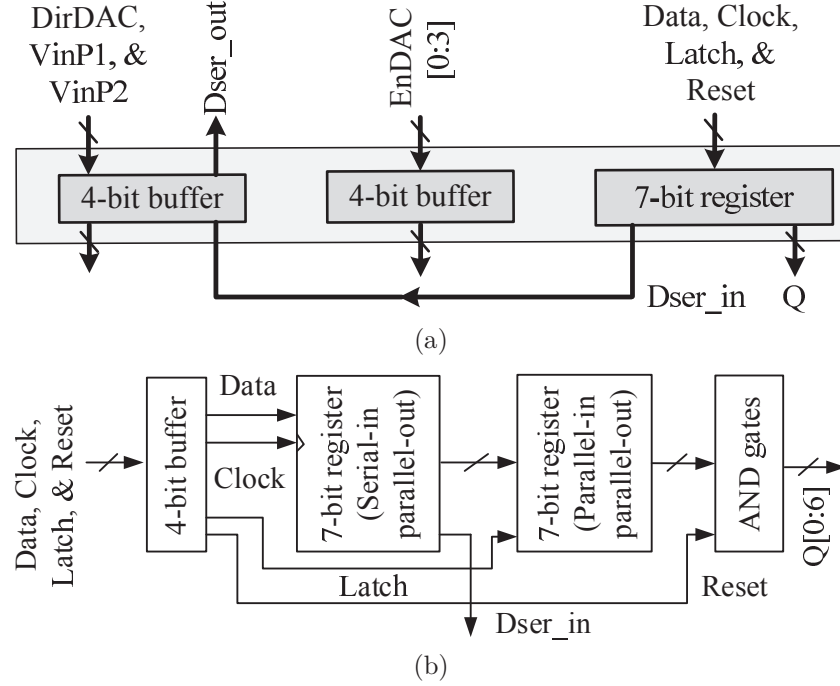 DirDAC,
VinP1, &
VinP2
Dser_out
EnDAC
[0:3]
Data, Clock,
Latch, &
Reset
4-bit buffer
4-bit buffer
7-bit register
Dser_in
Q
(a)
Data, Clock,
Latch, & Reset
4-bit buffer
Data
Clock
7-bit register
(Serial-in
parallel-out)
7-bit register
(Parallel-in
parallel-out)
AND gates
Q[0:6]
Latch
Reset
Dser_in
(b)